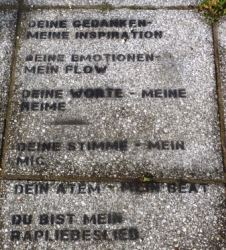 DEINE GEDANKEN-
MEINE INSPIRATION
DEINE EMOTIONEN-
MEIN FLOW
DEINE WORTE - MEINE
REIME
DEINE STIMME - MEIN
MIC
DEIN ATEM - MEIN BEAT
DU BIST MEIN
RAPLIEBESLIED